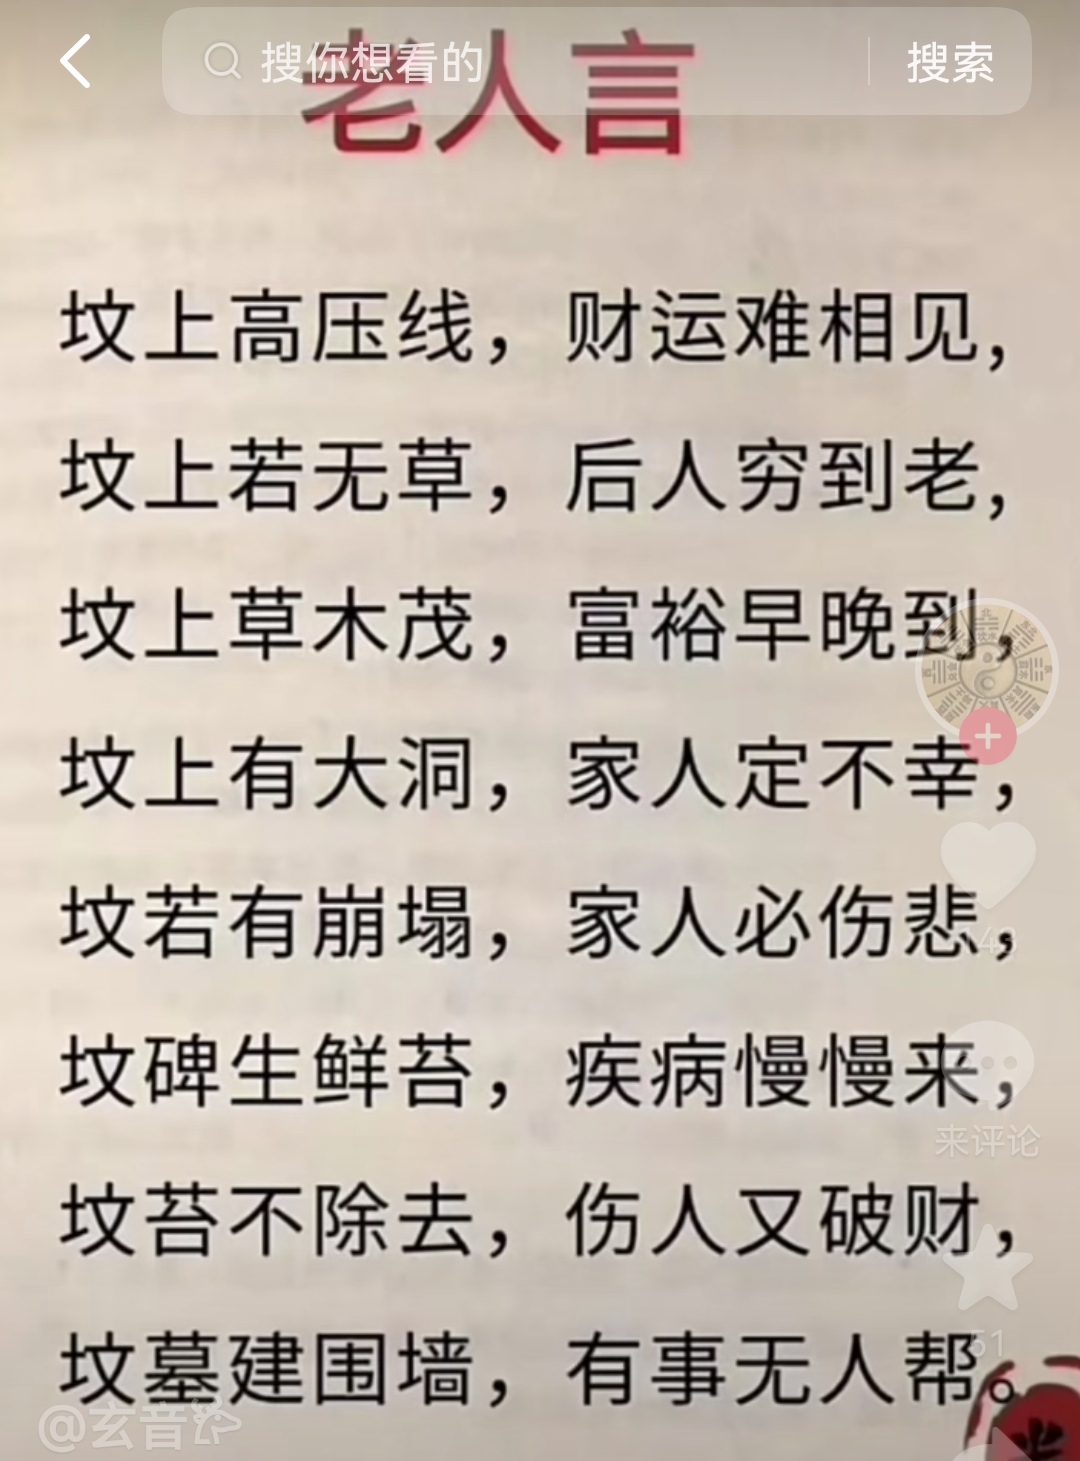 搜你想看的 搜索
老人言
坟上高压线，财运难相见，
坟上若无草，后人穷到老，
坟上草木茂，富裕早晚到，
坟上有大洞，家人定不幸，
坟若有崩塌，家人必伤悲，
坟碑生鲜苔，疾病慢慢来，
来评论
坟苔不除去，伤人又破财，
51
坟墓建围墙，有事无人帮。
@玄音